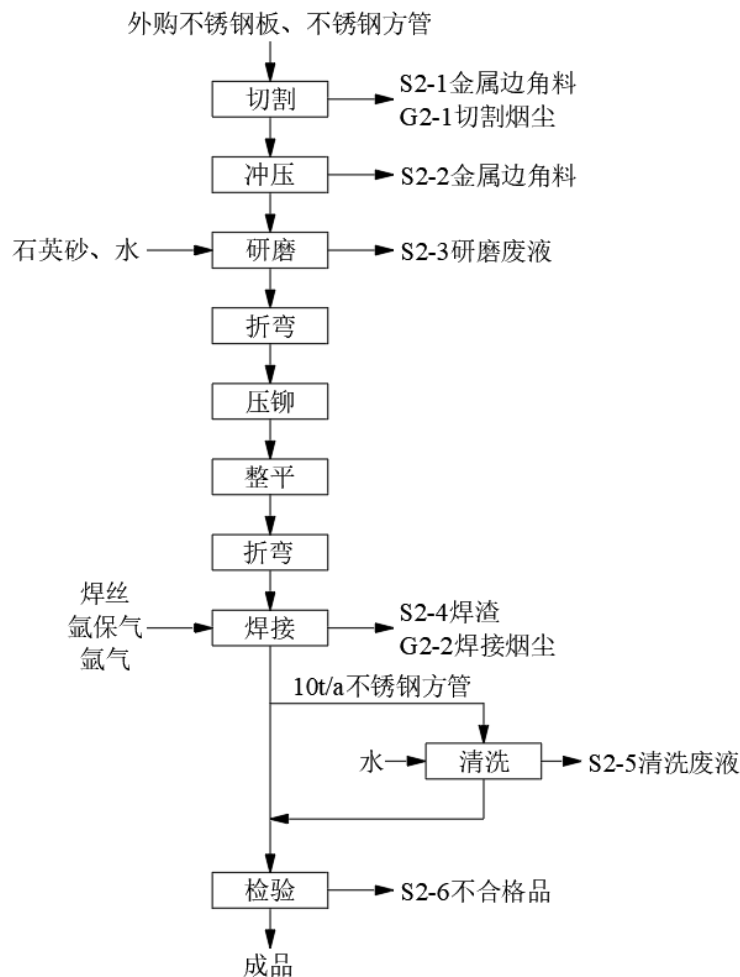 外购不锈钢板、不锈钢方管
切割
S2-1金属边角料
G2-1切割烟尘
冲压
S2-2金属边角料
石英砂、水
研磨
S2-3研磨废液
折弯
压铆
整平
折弯
焊丝
氩保气
氩气
焊接
S2-4焊渣
G2-2焊接烟尘
10t/a不锈钢方管
水
清洗
S2-5清洗废液
检验
S2-6不合格品
成品